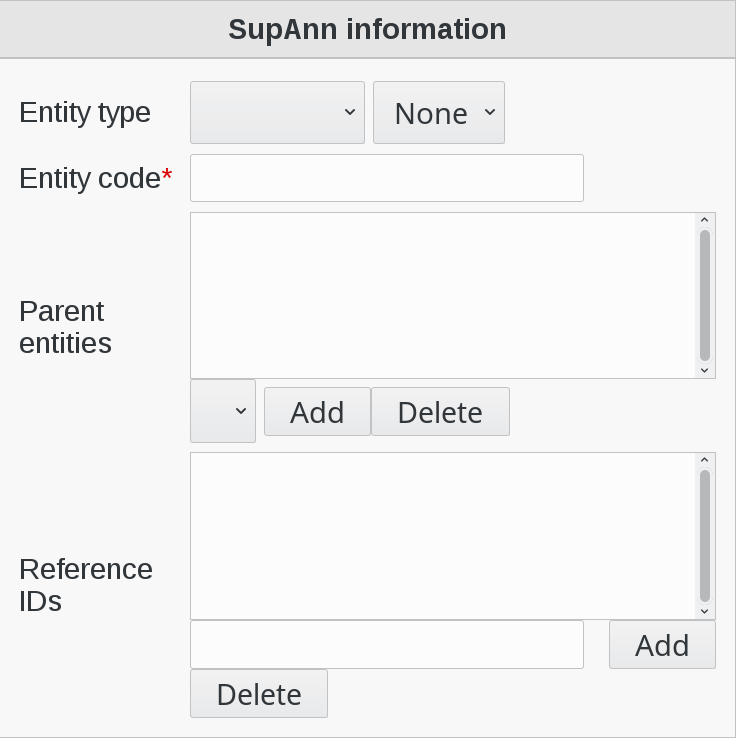 SupAnn information
Entity type None
Entity code*
Parent
entities
Add Delete
Reference
IDs
Add
Delete